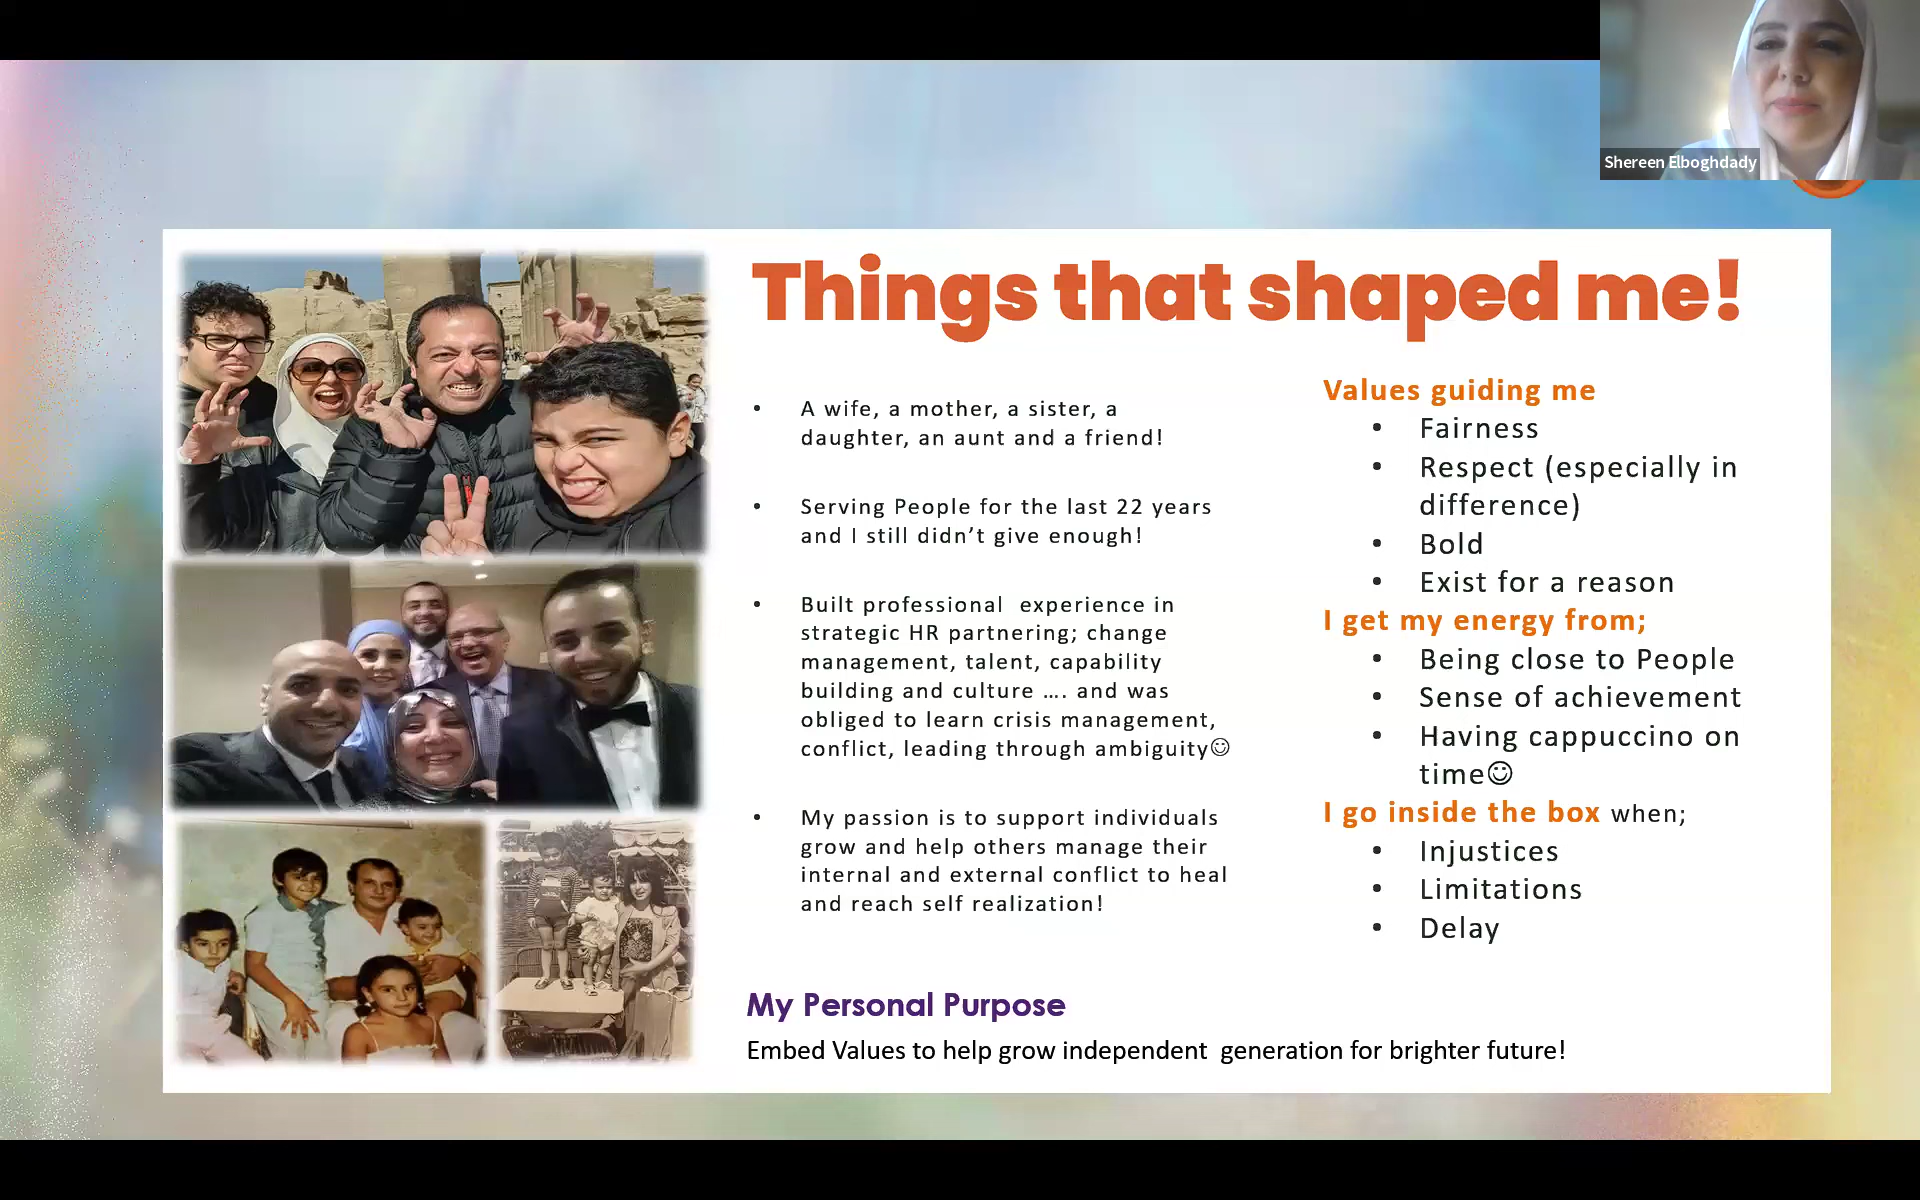 Shereen Elboghdady
Things that shaped me!
• A wife, a mother, a sister, a
daughter, an aunt and a friend!
• Serving People for the last 22 years
and I still didn’t give enough!
• Built professional  experience in
strategic HR partnering; change
management, talent, capability
building and culture …. and was
obliged to learn crisis management,
conflict, leading through ambiguity☺
• My passion is to support individuals
grow and help others manage their
internal and external conflict to heal
and reach self realization!
Values guiding me
• Fairness
• Respect (especially in
difference)
• Bold
• Exist for a reason
I get my energy from;
• Being close to People
• Sense of achievement
• Having cappuccino on
time☺
I go inside the box when;
• Injustices
• Limitations
• Delay
My Personal Purpose
Embed Values to help grow independent  generation for brighter future!